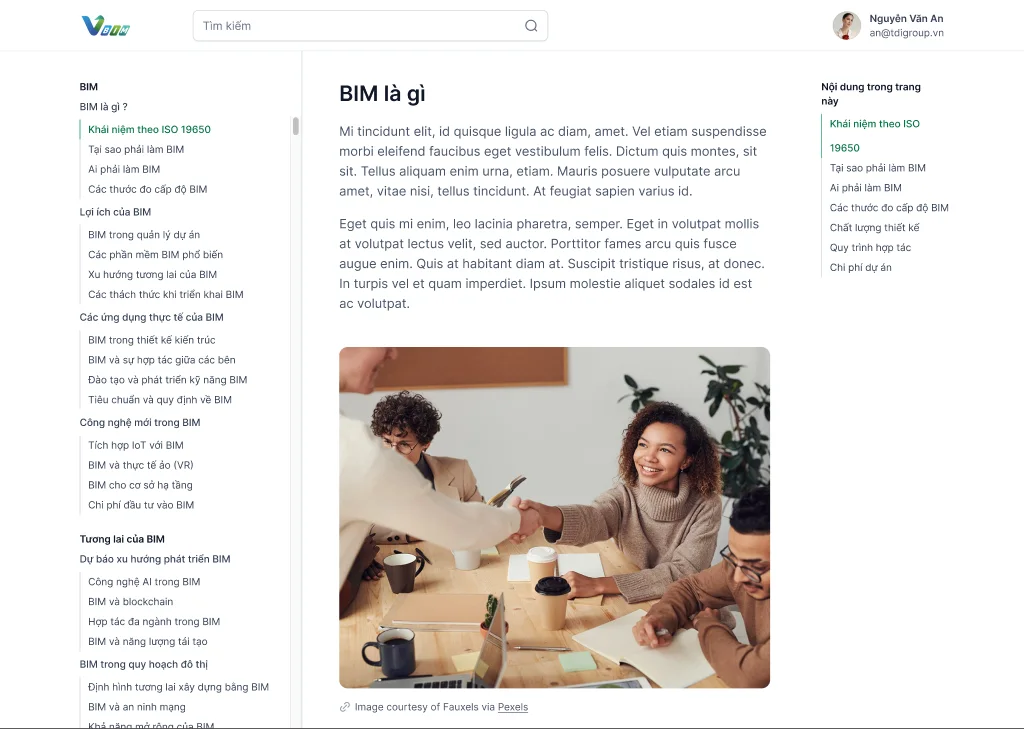 VBIM
Tìm kiếm
Nguyễn Văn An
an@tdigroup.vn
BIM
BIM là gì ?
Khái niệm theo ISO 19650
Tại sao phải làm BIM
Ai phải làm BIM
Các thước đo cấp độ BIM
Lợi ích của BIM
BIM trong quản lý dự án
Các phần mềm BIM phổ biến
Xu hướng tương lai của BIM
Các thách thức khi triển khai BIM
Các ứng dụng thực tế của BIM
BIM trong thiết kế kiến trúc
BIM và sự hợp tác giữa các bên
Đào tạo và phát triển kỹ năng BIM
Tiêu chuẩn và quy định về BIM
Công nghệ mới trong BIM
Tích hợp IoT với BIM
BIM và thực tế ảo (VR)
BIM cho cơ sở hạ tầng
Chi phí đầu tư vào BIM
Tương lai của BIM
Dự báo xu hướng phát triển BIM
Công nghệ AI trong BIM
BIM và blockchain
Hợp tác đa ngành trong BIM
BIM và năng lượng tái tạo
BIM trong quy hoạch đô thị
Định hình tương lai xây dựng bằng BIM
BIM và an ninh mạng
Khả năng mở rộng của BIM
BIM là gì
Mi tincidunt elit, id quisque ligula ac diam, amet. Vel etiam suspendisse
morbi eleifend faucibus eget vestibulum felis. Dictum quis montes, sit
sit. Tellus aliquam enim urna, etiam. Mauris posuere vulputate arcu
amet, vitae nisi, tellus tincidunt. At feugiat sapien varius id.
Eget quis mi enim, leo lacinia pharetra, semper. Eget in volutpat mollis
at volutpat lectus velit, sed auctor. Porttitor fames arcu quis fusce
augue enim. Quis at habitant diam at. Suscipit tristique risus, at donec.
In turpis vel et quam imperdiet. Ipsum molestie aliquet sodales id est
ac volutpat.
Image courtesy of Fauxels via Pexels
Nội dung trong trang
này
Khái niệm theo ISO
19650
Tại sao phải làm BIM
Ai phải làm BIM
Các thước đo cấp độ BIM
Chất lượng thiết kế
Quy trình hợp tác
Chi phí dự án